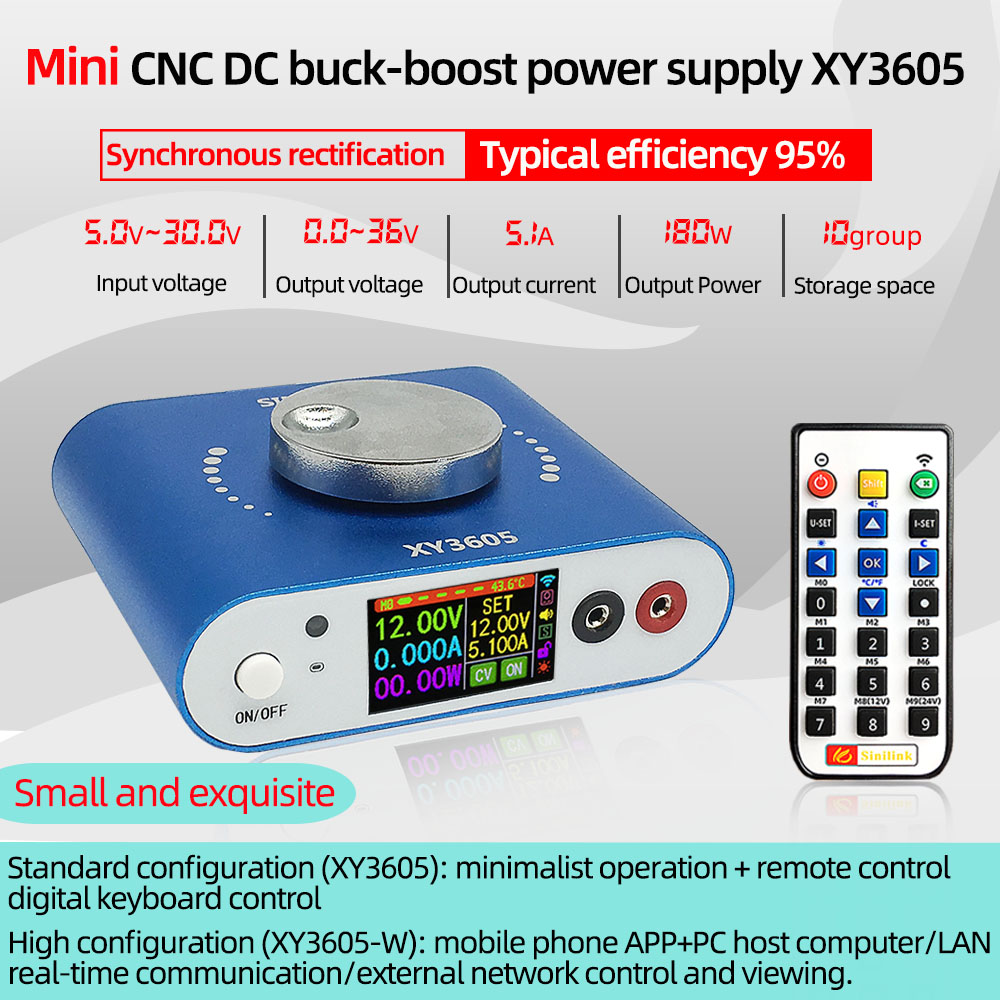 Mini CNC DC buck-boost power supply XY3605
Synchronous rectification Typical efficiency 95%
5.0V~30.0V 0.0~36V 5.1A 180W 10group
Input voltage Output voltage Output current Output Power Storage space
XY3605
M0 43.6°C
12.00V
0.000A
00.00W
SET
12.00V
5.100A
CV ON
ON/OFF
Shift
U-SET I-SET
OK
M0 °C/°F LOCK
0
M1 M2 M3
1 2 3
M4 M5 M6
4 5 6
M7 M8(12V) M9(24V)
7 8 9
Sinilink
Small and exquisite
Standard configuration (XY3605): minimalist operation + remote control
digital keyboard control
High configuration (XY3605-W): mobile phone APP+PC host computer/LAN
real-time communication/external network control and viewing.